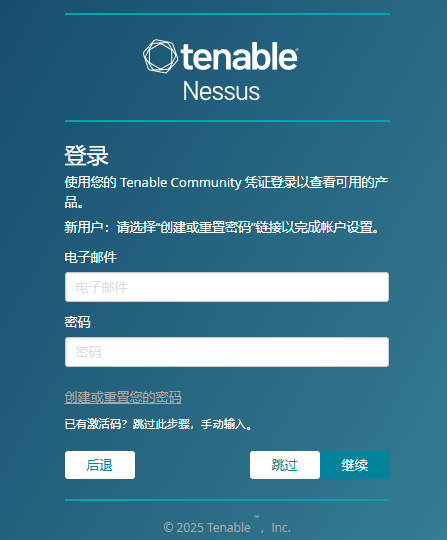 tenable®
Nessus
登录
使用您的 Tenable Community 凭证登录以查看可用的产
品。
新用户：请选择“创建或重置密码”链接以完成帐户设置。
电子邮件
电子邮件
密码
密码
创建或重置您的密码
已有激活码？跳过此步骤，手动输入。
后退
跳过
继续
© 2025 Tenable ™，Inc.